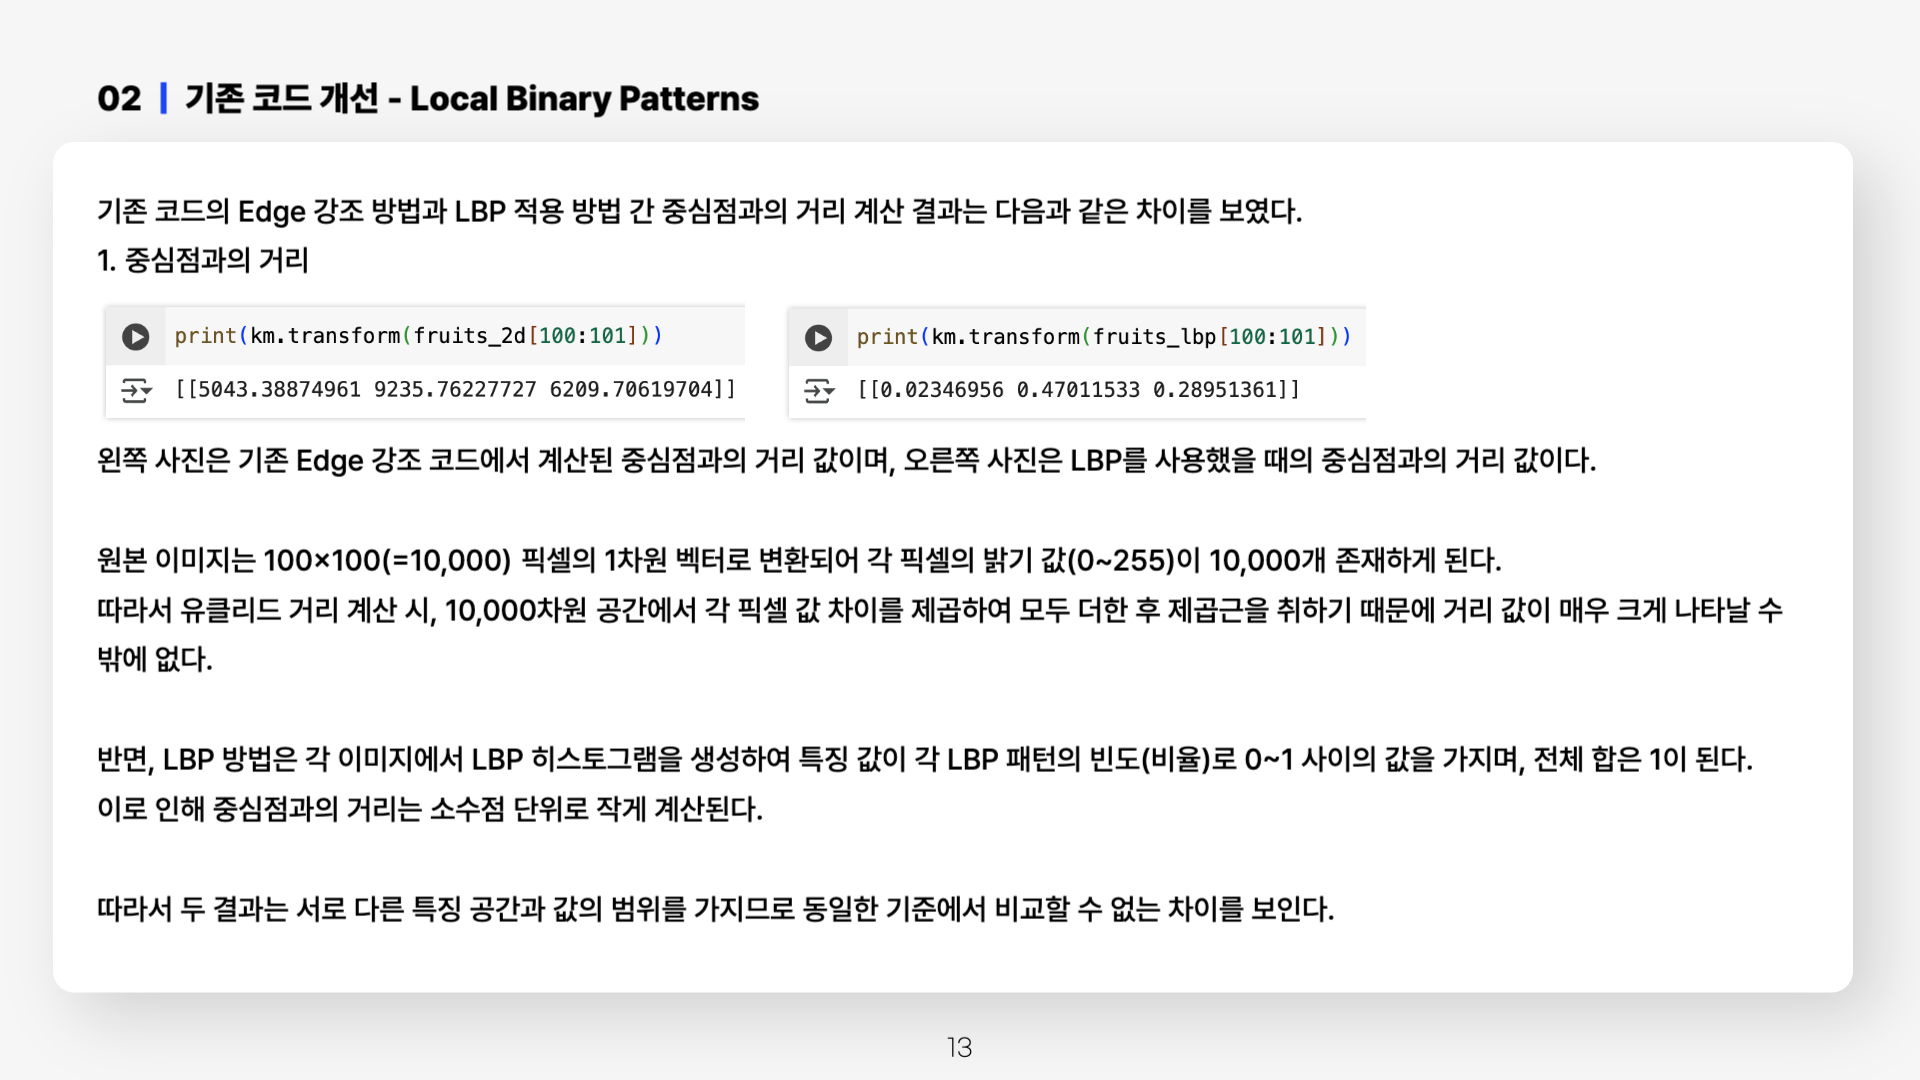 02 | 기존 코드 개선 - Local Binary Patterns
기존 코드의 Edge 강조 방법과 LBP 적용 방법 간 중심점과의 거리 계산 결과는 다음과 같은 차이를 보였다.
1. 중심점과의 거리
print(km.transform(fruits_2d[100:101]))
[[5043.38874961 9235.76227727 6209.70619704]]
print(km.transform(fruits_lbp[100:101]))
[[0.02346956 0.47011533 0.28951361]]
왼쪽 사진은 기존 Edge 강조 코드에서 계산된 중심점과의 거리 값이며, 오른쪽 사진은 LBP를 사용했을 때의 중심점과의 거리 값이다.
원본 이미지는 100×100(=10,000) 픽셀의 1차원 벡터로 변환되어 각 픽셀의 밝기 값(0~255)이 10,000개 존재하게 된다.
따라서 유클리드 거리 계산 시, 10,000차원 공간에서 각 픽셀 값 차이를 제곱하여 모두 더한 후 제곱근을 취하기 때문에 거리 값이 매우 크게 나타날 수
밖에 없다.
반면, LBP 방법은 각 이미지에서 LBP 히스토그램을 생성하여 특징 값이 각 LBP 패턴의 빈도(비율)로 0~1 사이의 값을 가지며, 전체 합은 1이 된다.
이로 인해 중심점과의 거리는 소수점 단위로 작게 계산된다.
따라서 두 결과는 서로 다른 특징 공간과 값의 범위를 가지므로 동일한 기준에서 비교할 수 없는 차이를 보인다.
13